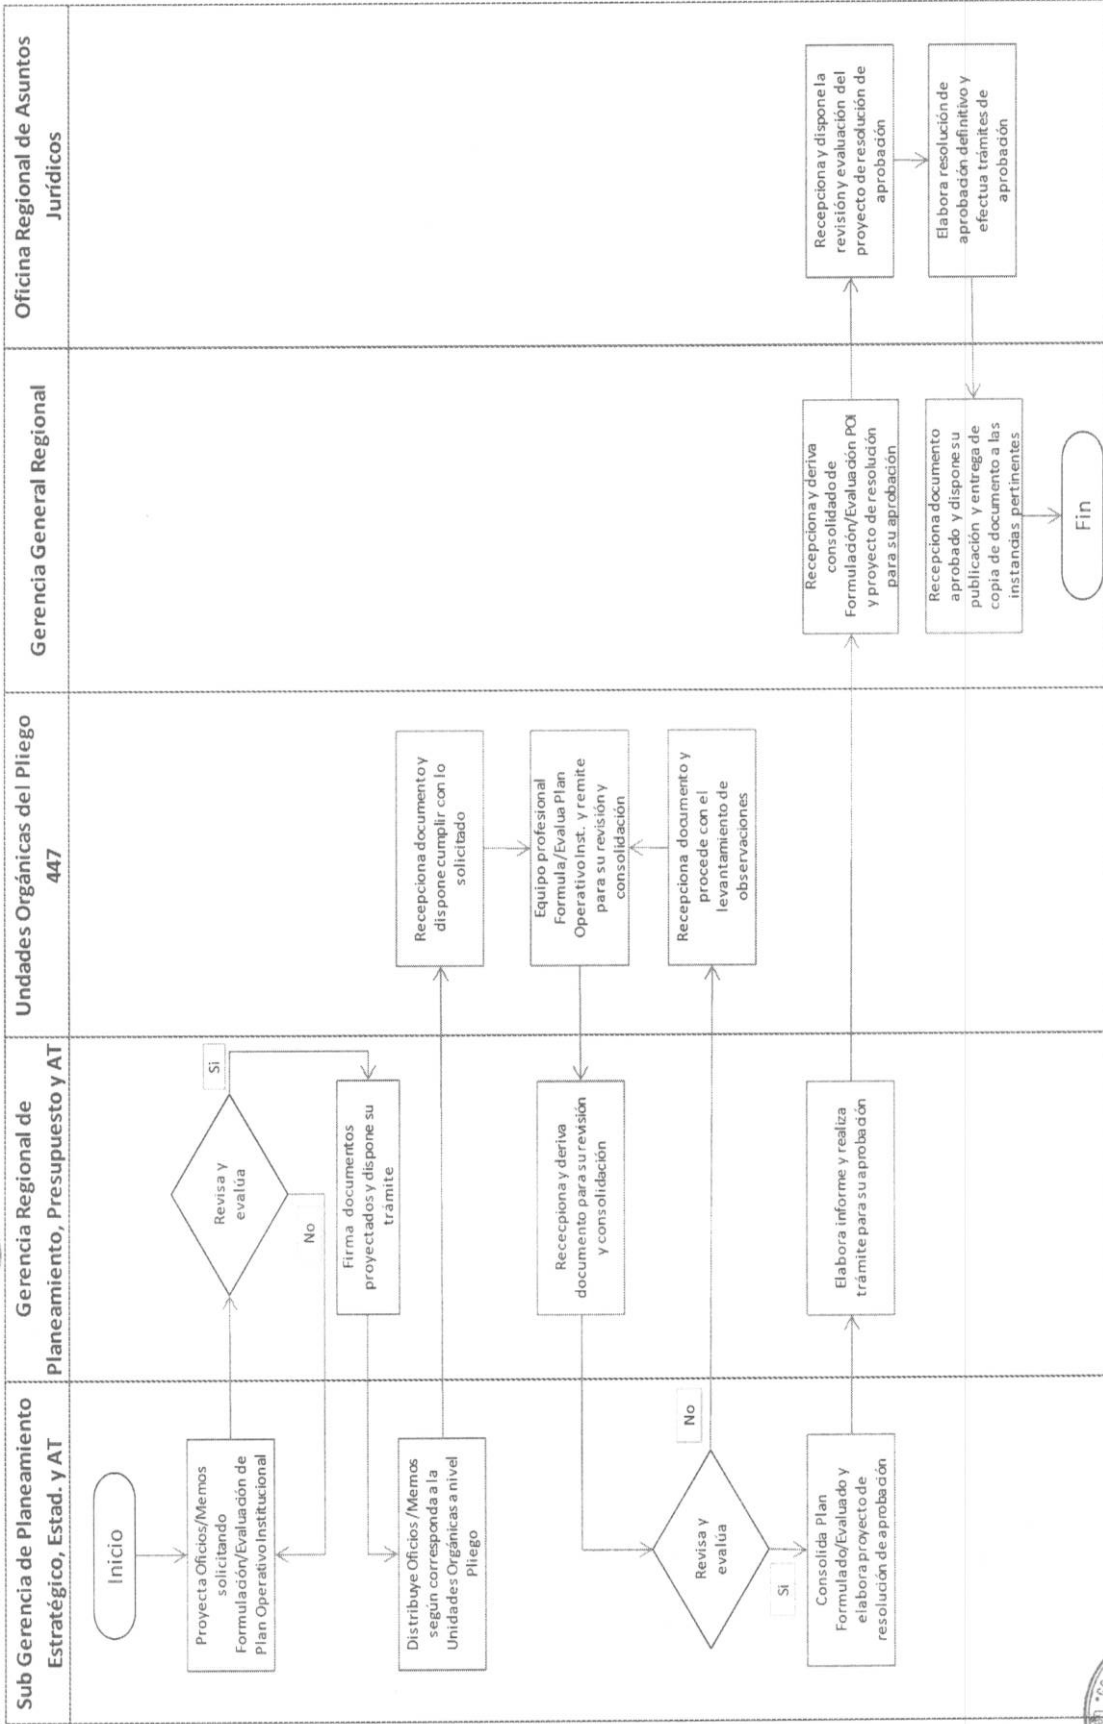 Sub Gerencia de Planeamiento
Estratégico, Estad. y AT
Gerencia Regional de
Planeamiento, Presupuesto y AT
Undades Orgánicas del Pliego
447
Gerencia General Regional
Oficina Regional de Asuntos
Jurídicos
Inicio
Proyecta Oficios/Memos
solicitando
Formulación/Evaluación de
Plan Operativo Institucional
Revisa y
evalúa
Si
No
Firma documentos
proyectados y dispone su
trámite
Distribuye Oficios /Memos
según corresponda a la
Unidades Orgánicas a nivel
Pliego
Recepciona documento y
dispone cumplir con lo
solicitado
Equipo profesional
Formula/Evalua Plan
Operativo Inst. y remite
para su revisión y
consolidación
Rececpiona y deriva
documento para su revisión
y consolidación
Revisa y
evalúa
No
Si
Recepciona documento y
procede con el
levantamiento de
observaciones
Consolida Plan
Formulado/Evaluado y
elabora proyecto de
resolución de aprobación
Elabora informe y realiza
trámite para su aprobación
Recepciona y deriva
consolidado de
Formulación/Evaluación POI
y proyecto de resolución
para su aprobación
Recepciona y dispone la
revisión y evaluación del
proyecto de resolución de
aprobación
Elabora resolución de
aprobación definitivo y
efectua trámites de
aprobación
Recepciona documento
aprobado y dispone su
publicación y entrega de
copia de documento a las
instancias pertinentes
Fin